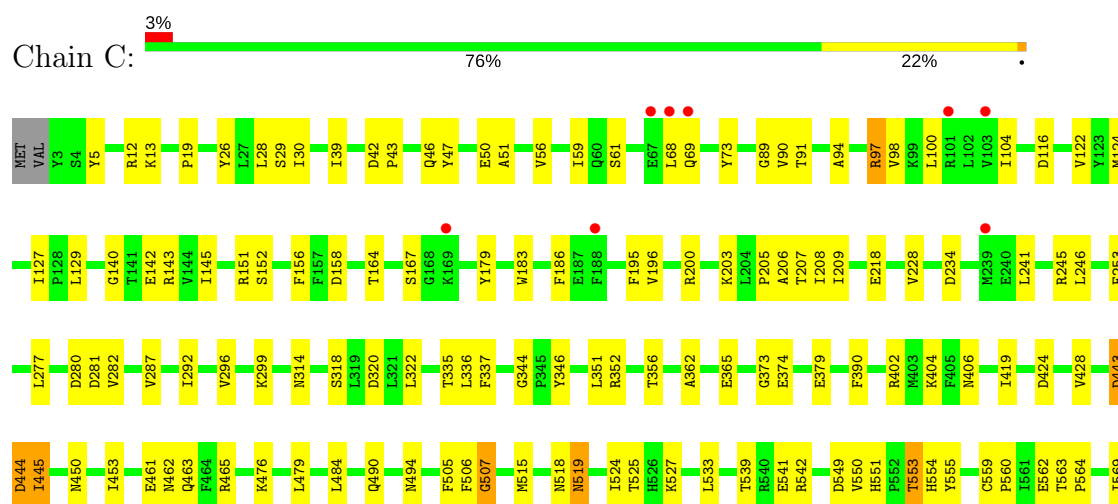 3%
Chain C:
76% 22% •
MET VAL Y3 S4 Y5 R12 K13 P19 Y26 L27 L28 S29 I30 I39 D42 P43 Q46 Y47 E50 A51 V56 I59 Q60 S61 E67 L68 Q69 Y73 G89 V90 T91 A94 R97 V98 K99 L100 R101 L102 V103 I104 D116 V122 Y123 M124
I127 P128 L129 G140 T141 E142 R143 V144 I145 R151 S152 F156 F157 D158 T164 S167 G168 K169 Y179 W183 F186 E187 F188 F195 V196 R200 K203 L204 P205 A206 T207 I208 I209 E218 V228 D234 M239 E240 L241 R245 L246
L277 D280 D281 V282 V287 I292 V296 K299 N314 S318 L319 D320 L321 L322 T335 L336 F337 G344 P345 Y346 L351 R352 T356 A362 E365 G373 E374 E379 F390 R402 M403 K404 F405 N406 I419 D424 V428
D444 I445 N450 I453 E461 N462 Q463 F464 R465 K476 L479 L484 Q490 N494 F505 F506 G507 M515 N518 N519 I524 T525 H526 K527 L533 T539 R540 E541 R542 D549 V550 H551 P552 T553 H554 Y555 C559 P560 I561 E562 T563 P564